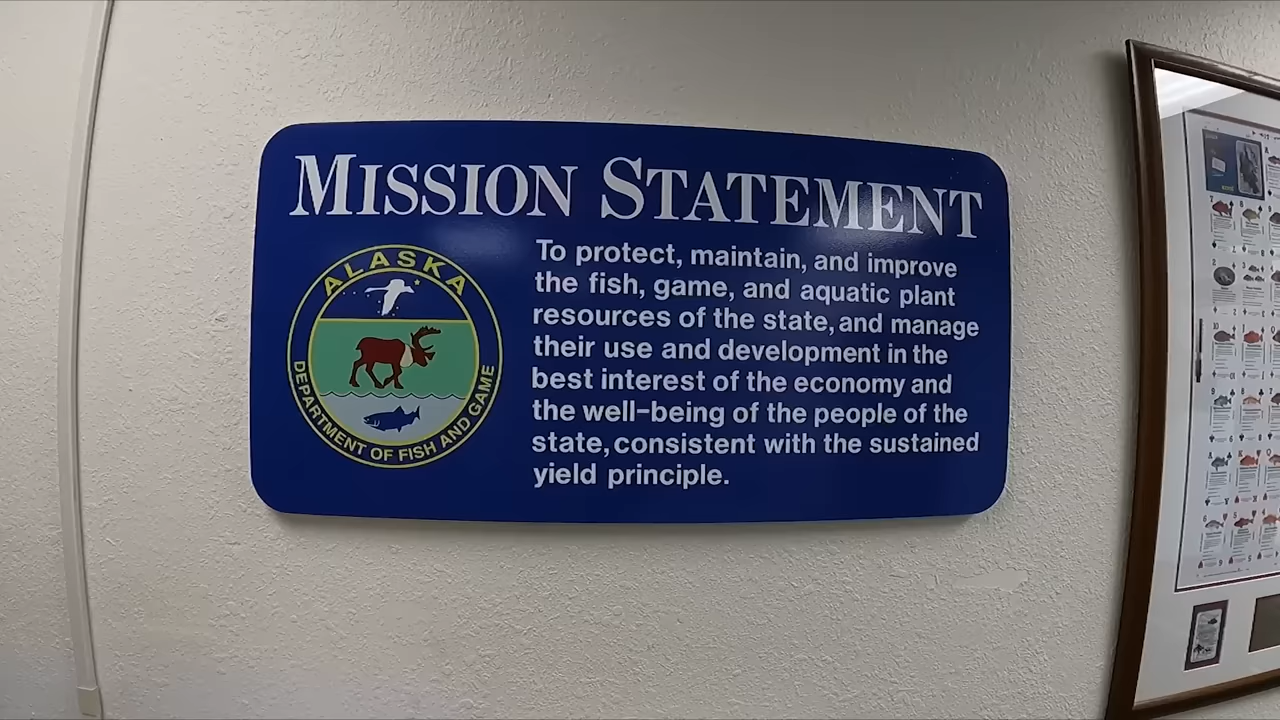 MISSION STATEMENT
ALASKA
DEPARTMENT OF FISH AND GAME
To protect, maintain, and improve
the fish, game, and aquatic plant
resources of the state, and manage
their use and development in the
best interest of the economy and
the well-being of the people of the
state, consistent with the sustained
yield principle.